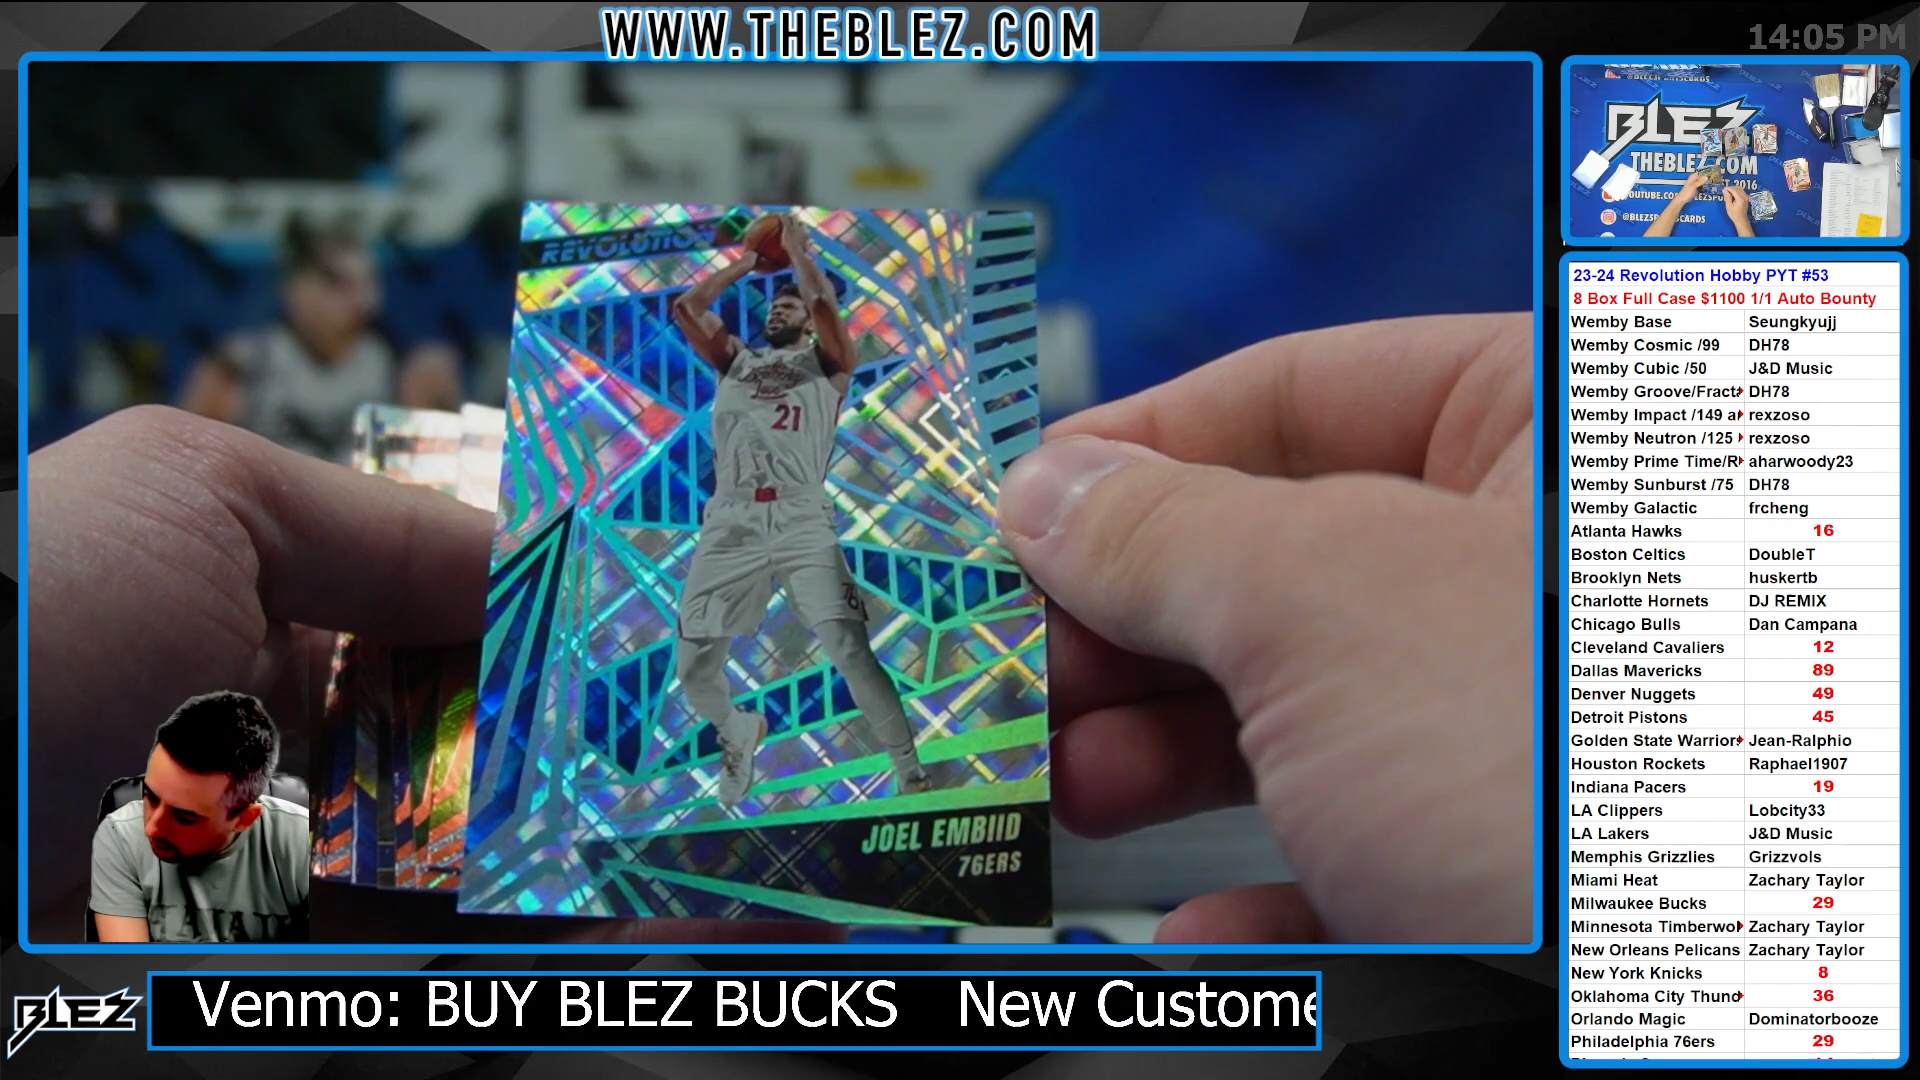 WWW.THEBLEZ.COM
14:05 PM
REVOLUTION
21
76
JOEL EMBIID
76ERS
BLEZ
THEBLEZ.COM
@BLEZSPORTSCARDS
23-24 Revolution Hobby PYT #53
8 Box Full Case $1100 1/1 Auto Bounty
Wemby Base Seungkyujj
Wemby Cosmic /99 DH78
Wemby Cubic /50 J&D Music
Wemby Groove/Fract DH78
Wemby Impact /149 a rexzoso
Wemby Neutron /125 rexzoso
Wemby Prime Time/R aharwoody23
Wemby Sunburst /75 DH78
Wemby Galactic frcheng
Atlanta Hawks 16
Boston Celtics DoubleT
Brooklyn Nets huskertb
Charlotte Hornets DJ REMIX
Chicago Bulls Dan Campana
Cleveland Cavaliers 12
Dallas Mavericks 89
Denver Nuggets 49
Detroit Pistons 45
Golden State Warriors Jean-Ralphio
Houston Rockets Raphael1907
Indiana Pacers 19
LA Clippers Lobcity33
LA Lakers J&D Music
Memphis Grizzlies Grizzvols
Miami Heat Zachary Taylor
Milwaukee Bucks 29
Minnesota Timberwol Zachary Taylor
New Orleans Pelicans Zachary Taylor
New York Knicks 8
Oklahoma City Thund 36
Orlando Magic Dominatorbooze
Philadelphia 76ers 29
BLEZ
Venmo: BUY BLEZ BUCKS New Custome